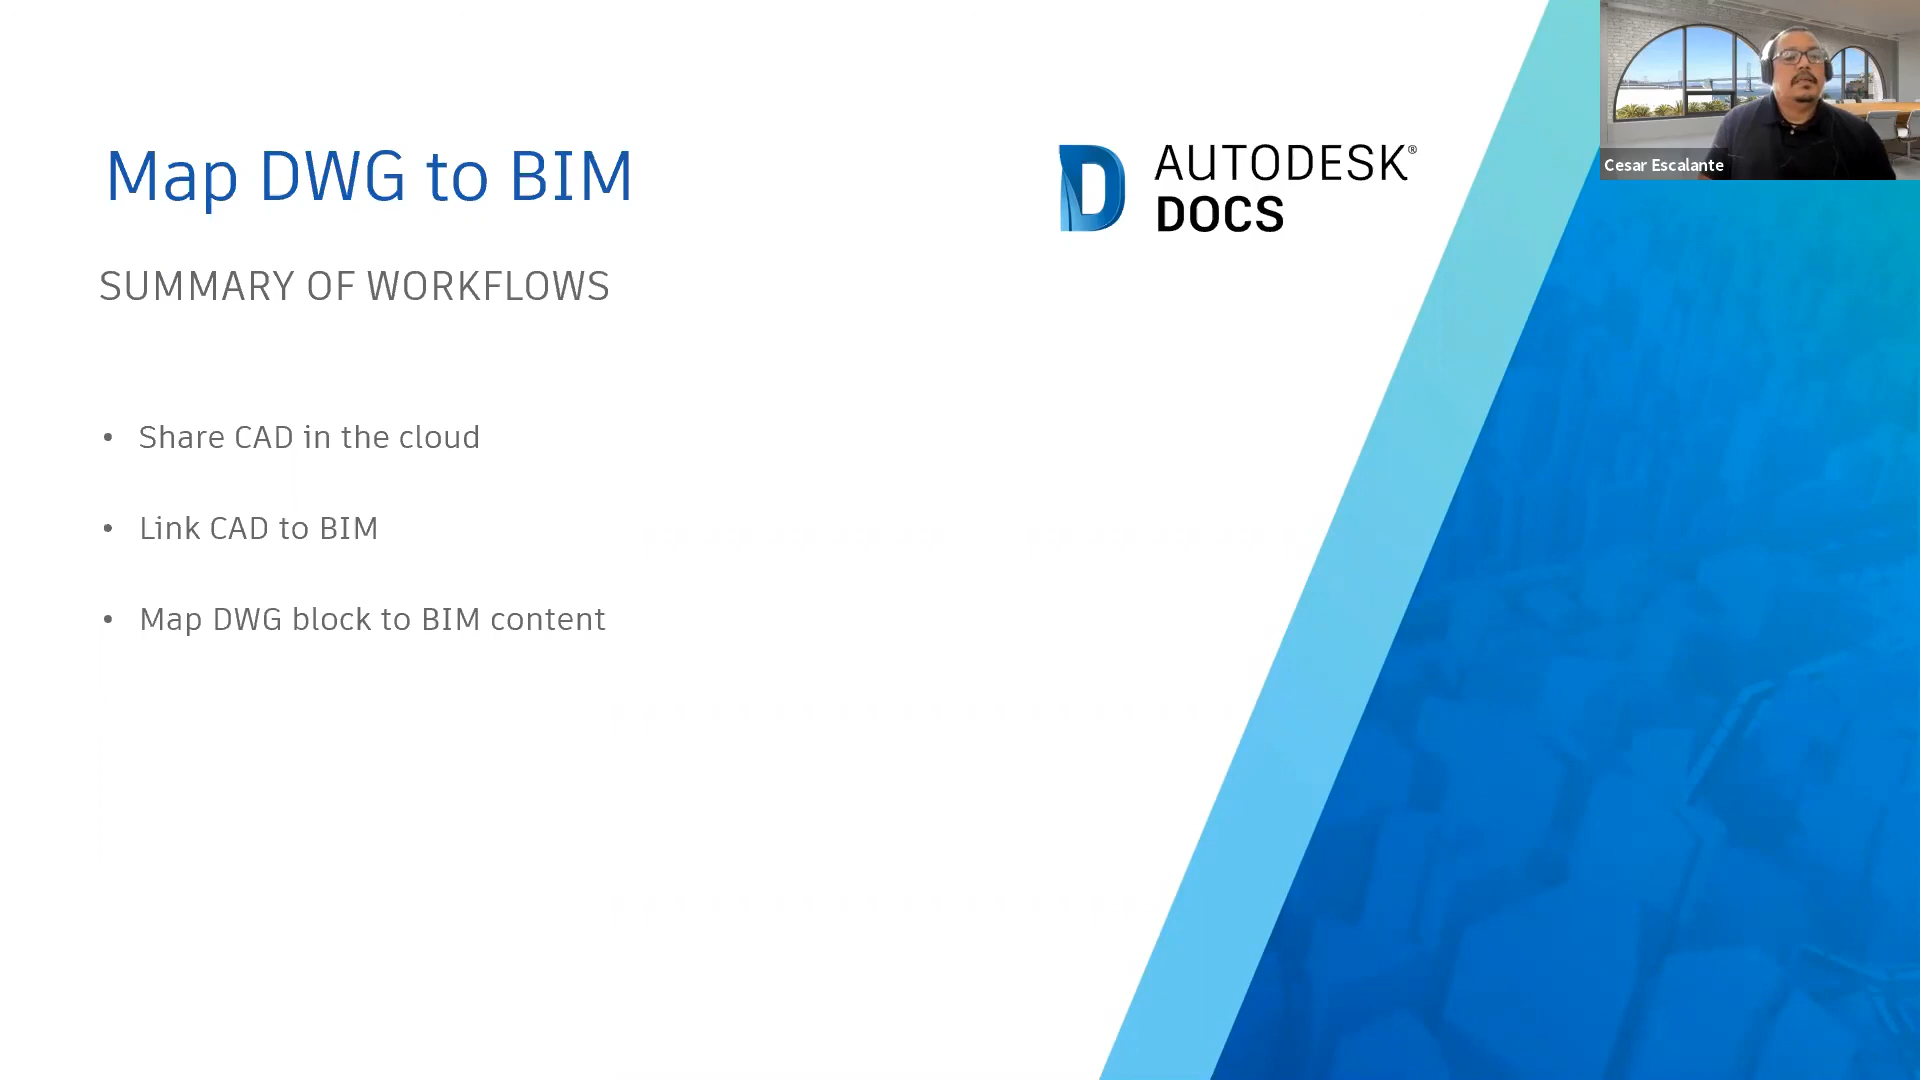 Map DWG to BIM
AUTODESK®
DOCS
SUMMARY OF WORKFLOWS
• Share CAD in the cloud
• Link CAD to BIM
• Map DWG block to BIM content
Cesar Escalante